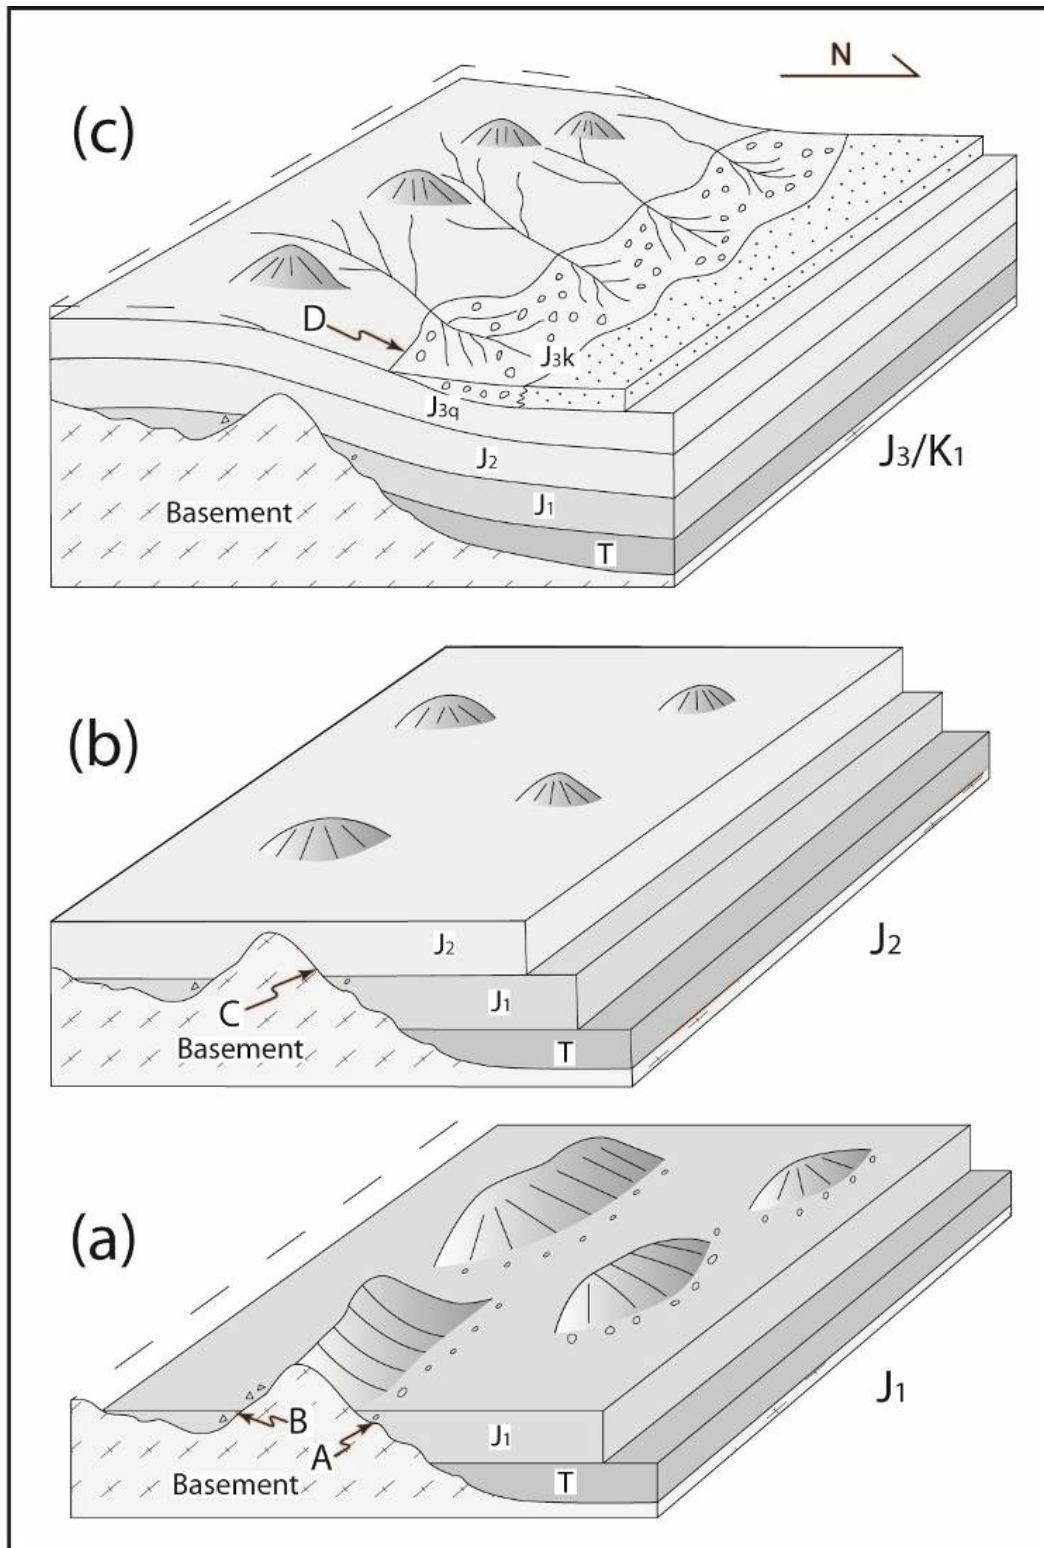 N
(c)
D
J3k
J3q
J2
J3/K1
Basement
J1
T
(b)
J2
J2
C
J1
Basement
T
(a)
J1
B
J1
A
Basement
T